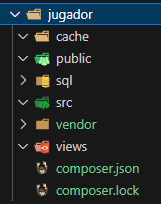 jugador
cache
public
sql
src
vendor
views
composer.json
composer.lock